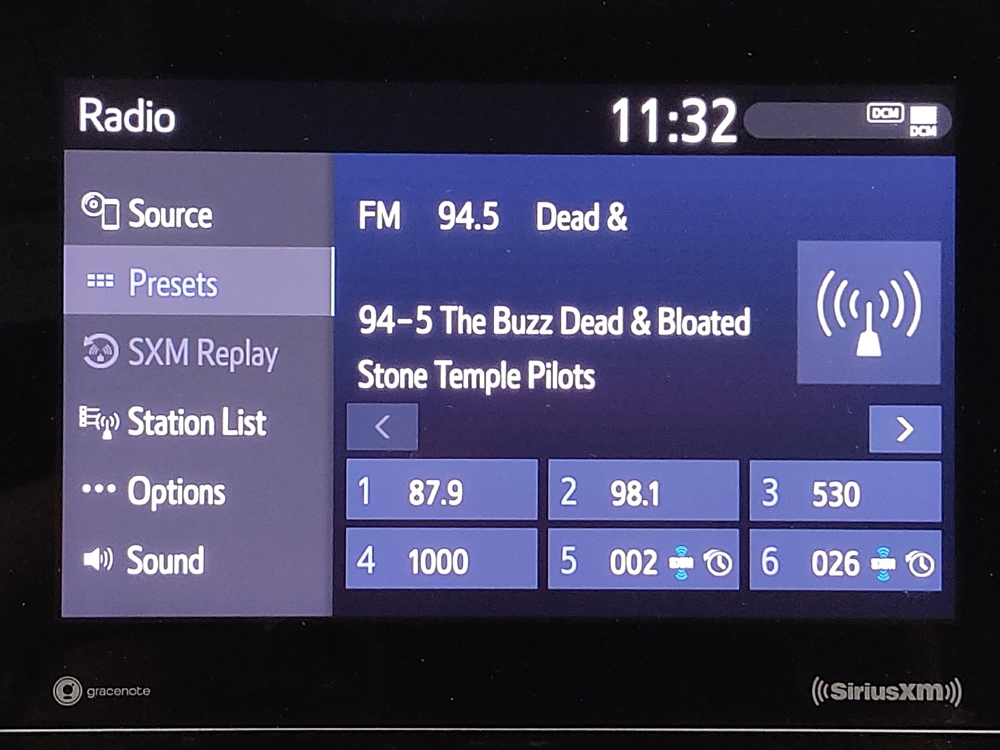 Radio 11:32 DCM DCM
Source
Presets
SXM Replay
Station List
Options
Sound
FM 94.5 Dead &
94-5 The Buzz Dead & Bloated
Stone Temple Pilots
< >
1 87.9 2 98.1 3 530
4 1000 5 002 SXM 6 026 SXM
gracenote SiriusXM